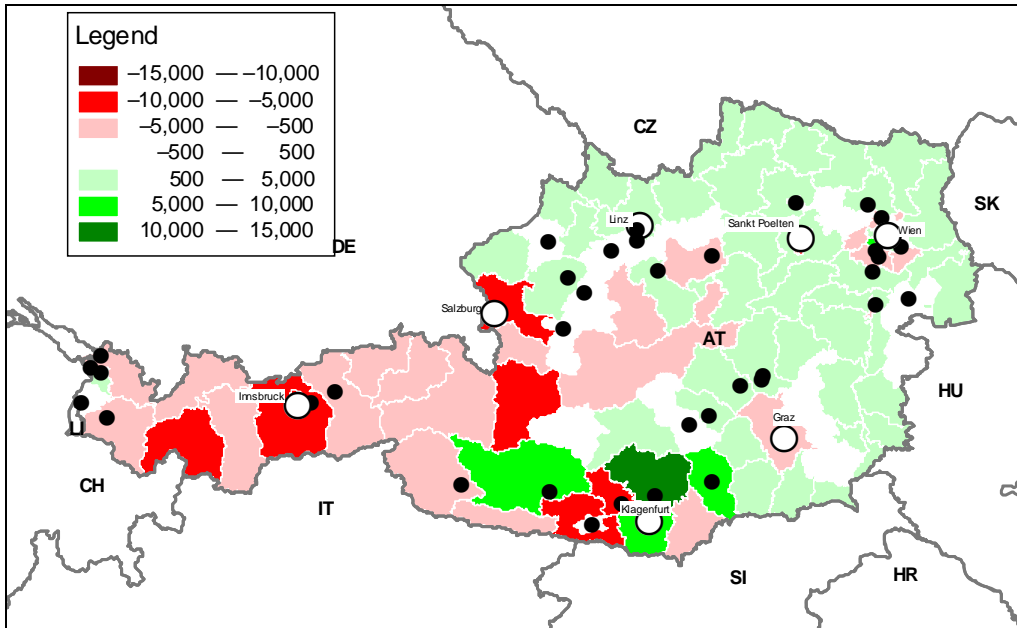 Legend
–15,000 — –10,000
–10,000 — –5,000
–5,000 — –500
–500 — 500
500 — 5,000
5,000 — 10,000
10,000 — 15,000
CZ
DE
SK
Linz
Sankt Poelten
Wien
Salzburg
AT
Innsbruck
HU
Graz
LI
CH
IT
Klagenfurt
SI
HR